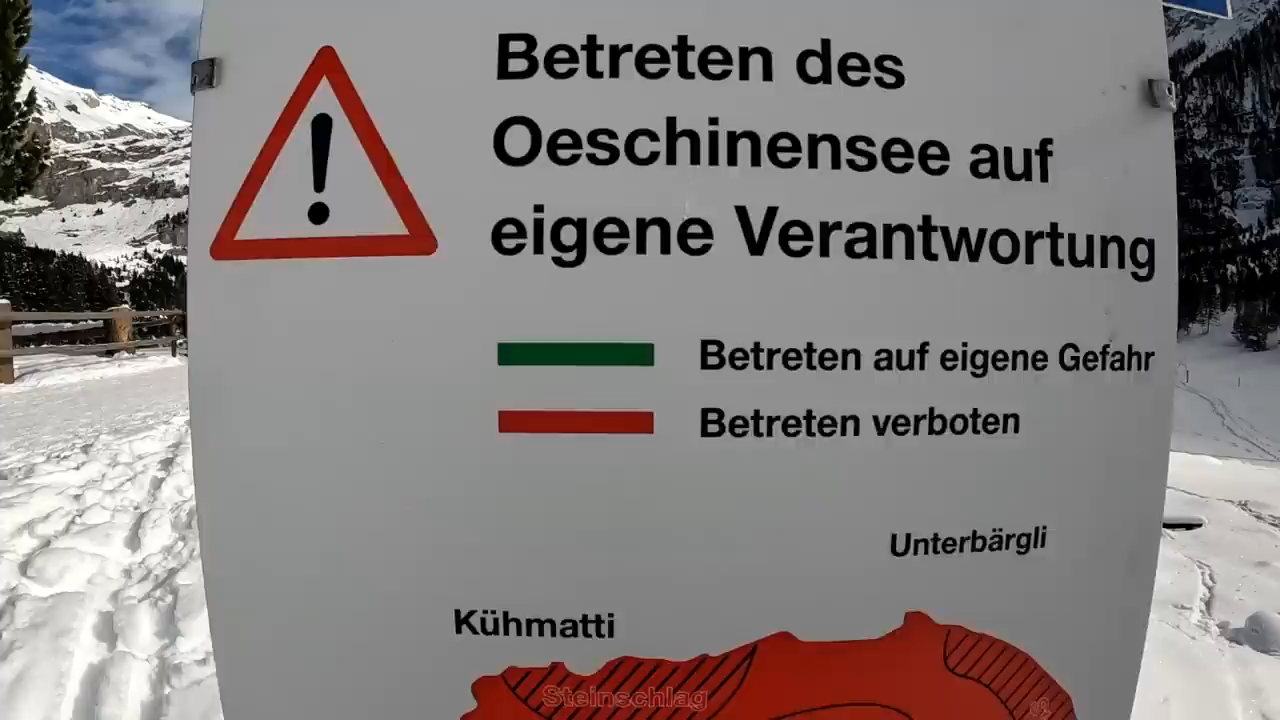 Betreten des
Oeschinensee auf
eigene Verantwortung
Betreten auf eigene Gefahr
Betreten verboten
Unterbärgli
Kühmatti
Steinschlag